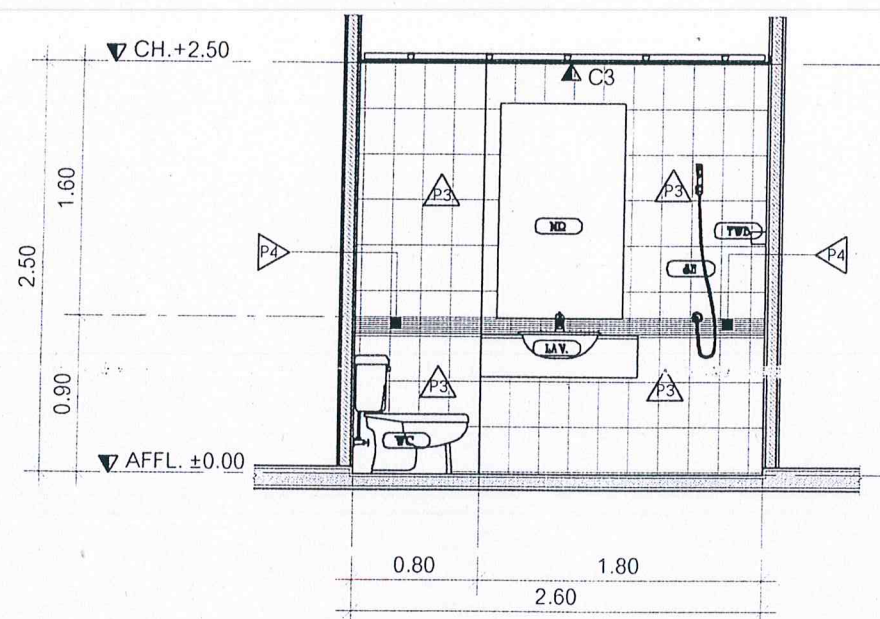 CH.+2.50
C3
1.60
P3
P3
MR
TWB
P4
P4
2.50
LAV.
0.90
P3
P3
WC
AFFL. ±0.00
0.80
1.80
2.60